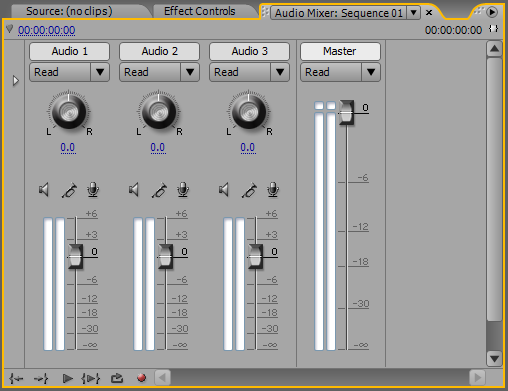 Source: (no clips) Effect Controls Audio Mixer: Sequence 01
00:00:00:00 00:00:00:00
Audio 1 Audio 2 Audio 3 Master
Read Read Read Read
L R L R L R
0.0 0.0 0.0
0
-6
-12
-18
-30
-∞
+6 +6 +6
+3 +3 +3
0 0 0
-6 -6 -6
-12 -12 -12
-18 -18 -18
-30 -30 -30
-∞ -∞ -∞